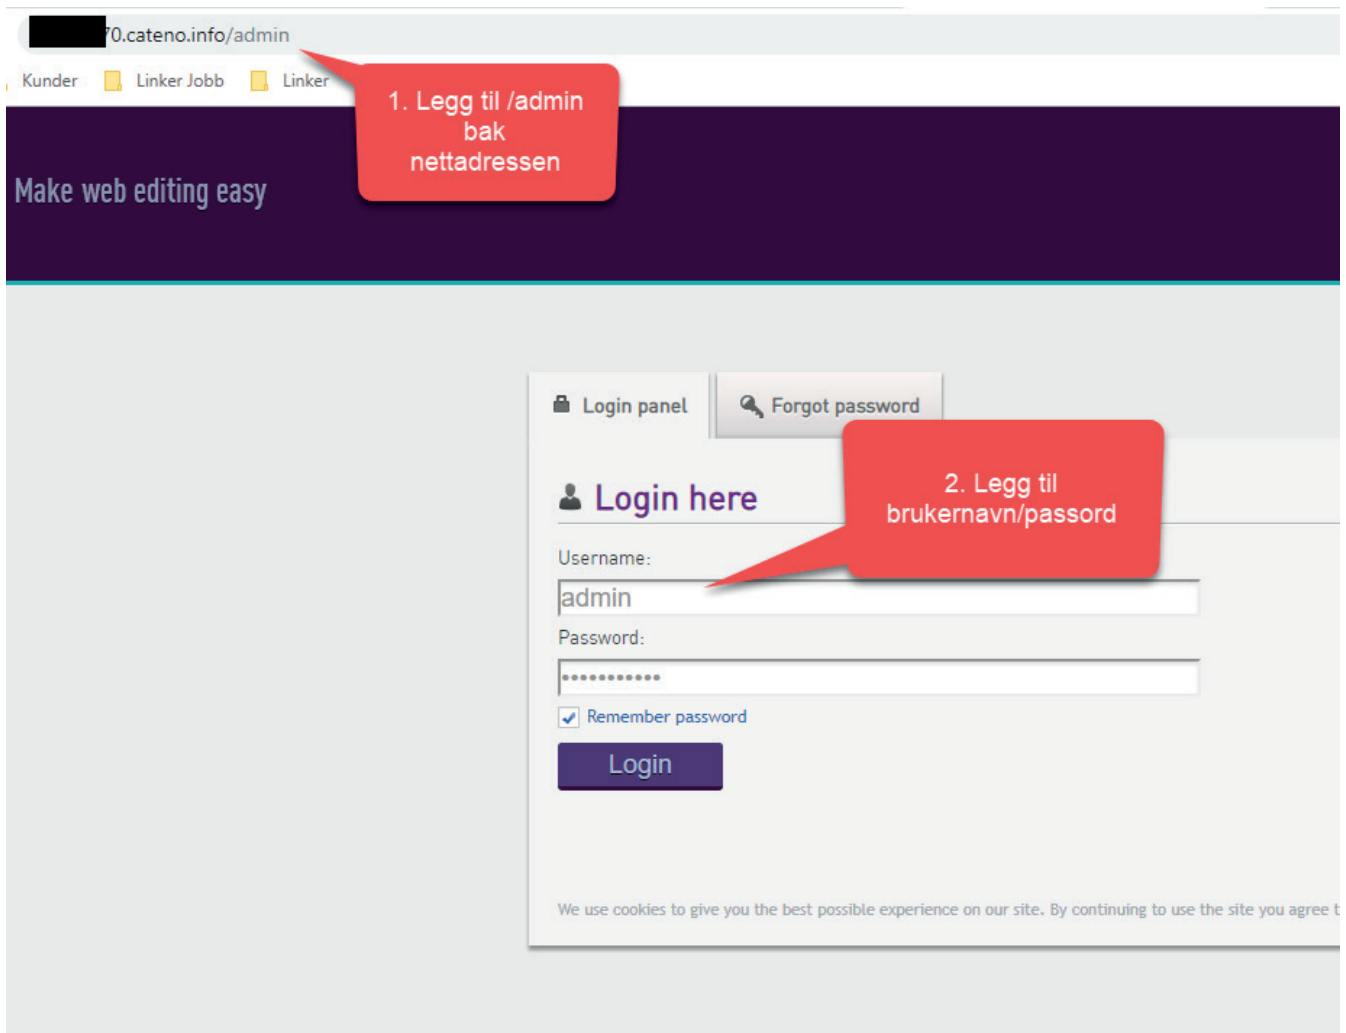 70.cateno.info/admin
Kunder Linker Jobb Linker
1. Legg til /admin
bak
nettadressen
Make web editing easy
Login panel Forgot password
2. Legg til
brukernavn/passord
Login here
Username:
admin
Password:
•••••••••••
Remember password
Login
We use cookies to give you the best possible experience on our site. By continuing to use the site you agree t